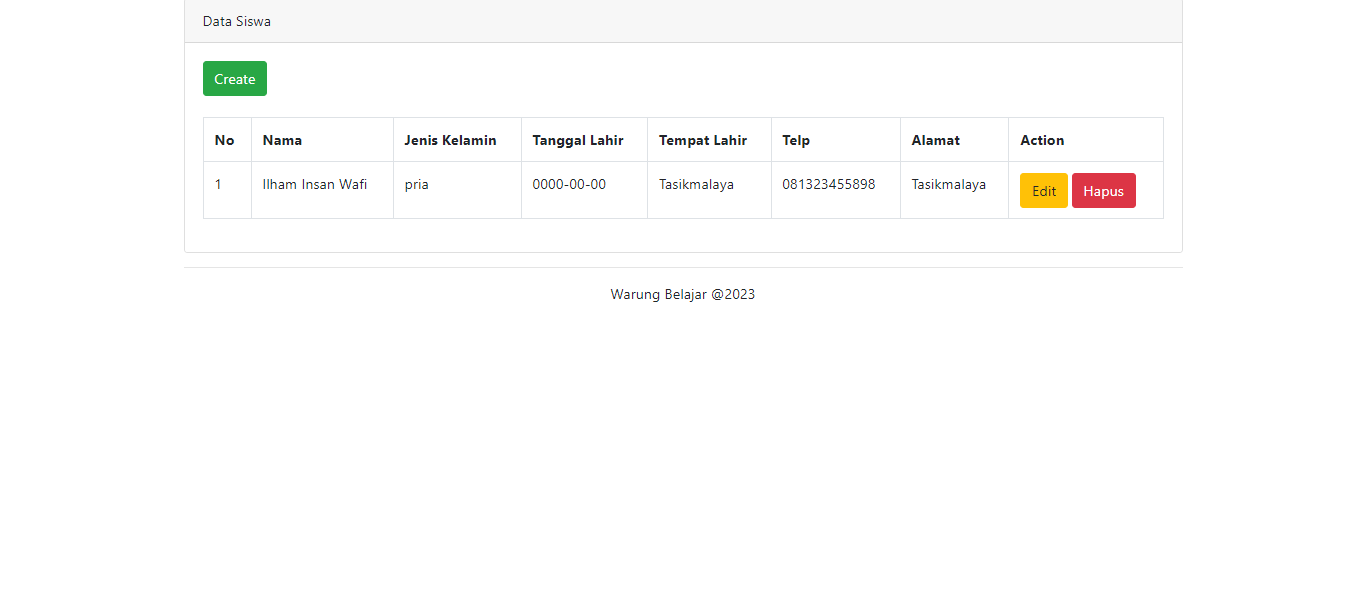 Data Siswa
Create
No Nama Jenis Kelamin Tanggal Lahir Tempat Lahir Telp Alamat Action
1 Ilham Insan Wafi pria 0000-00-00 Tasikmalaya 081323455898 Tasikmalaya Edit Hapus
Warung Belajar @2023